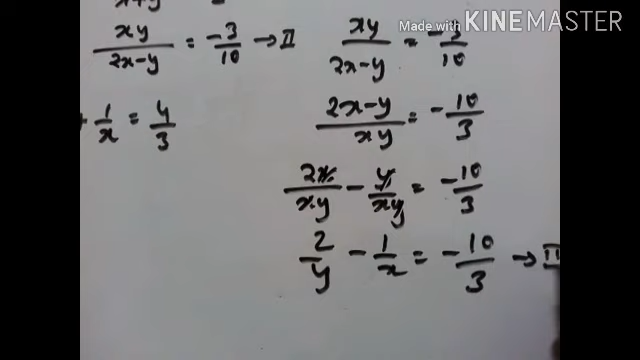 x+y =
xy/(2x-y) = -3/10 → II
+ 1/x = 4/3
Made with KINEMASTER
xy/(2x-y) = -3/10
(2x-y)/xy = -10/3
2x/xy - y/xy = -10/3
2/y - 1/x = -10/3 → II